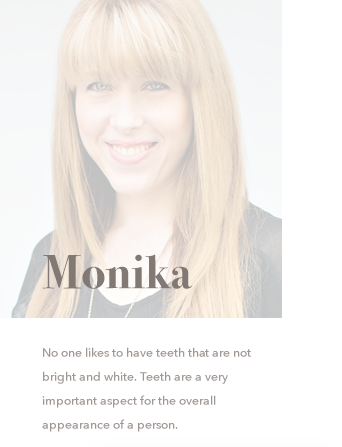 Monika
No one likes to have teeth that are not
bright and white. Teeth are a very
important aspect for the overall
appearance of a person.